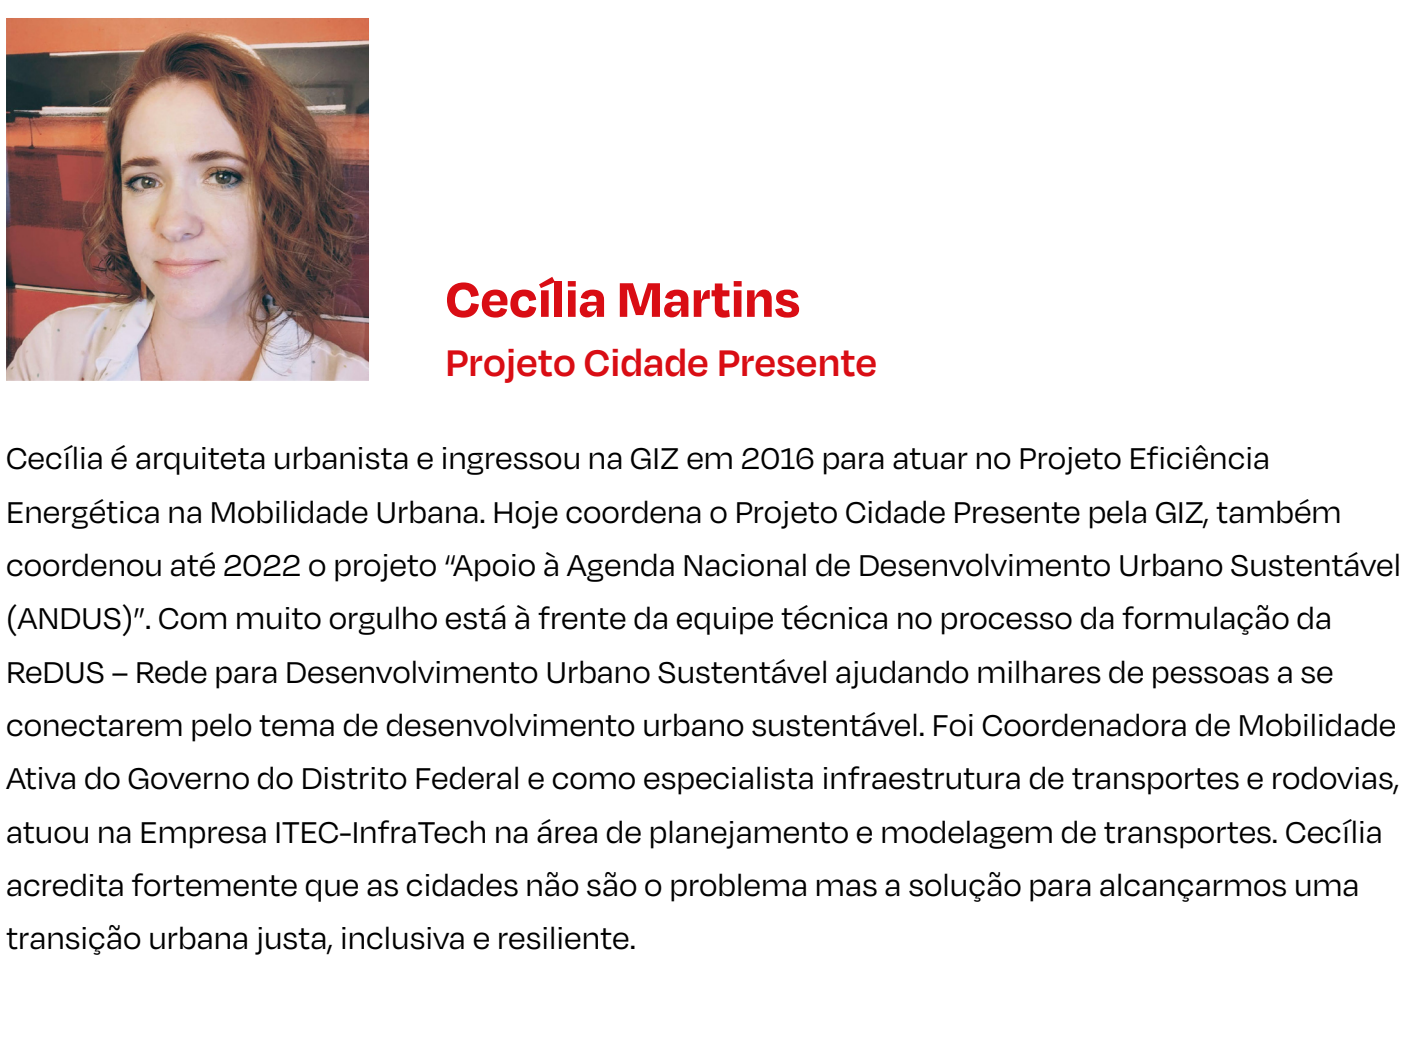 Cecília Martins
Projeto Cidade Presente
Cecília é arquiteta urbanista e ingressou na GIZ em 2016 para atuar no Projeto Eficiência
Energética na Mobilidade Urbana. Hoje coordena o Projeto Cidade Presente pela GIZ, também
coordenou até 2022 o projeto “Apoio à Agenda Nacional de Desenvolvimento Urbano Sustentável
(ANDUS)”. Com muito orgulho está à frente da equipe técnica no processo da formulação da
ReDUS – Rede para Desenvolvimento Urbano Sustentável ajudando milhares de pessoas a se
conectarem pelo tema de desenvolvimento urbano sustentável. Foi Coordenadora de Mobilidade
Ativa do Governo do Distrito Federal e como especialista infraestrutura de transportes e rodovias,
atuou na Empresa ITEC-InfraTech na área de planejamento e modelagem de transportes. Cecília
acredita fortemente que as cidades não são o problema mas a solução para alcançarmos uma
transição urbana justa, inclusiva e resiliente.